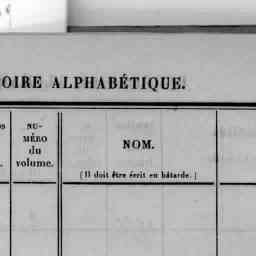 OIRE ALPHABÉTIQUE.
NU-
MÉRO
du
volume.
NOM.
(Il doit être écrit en bâtarde.)